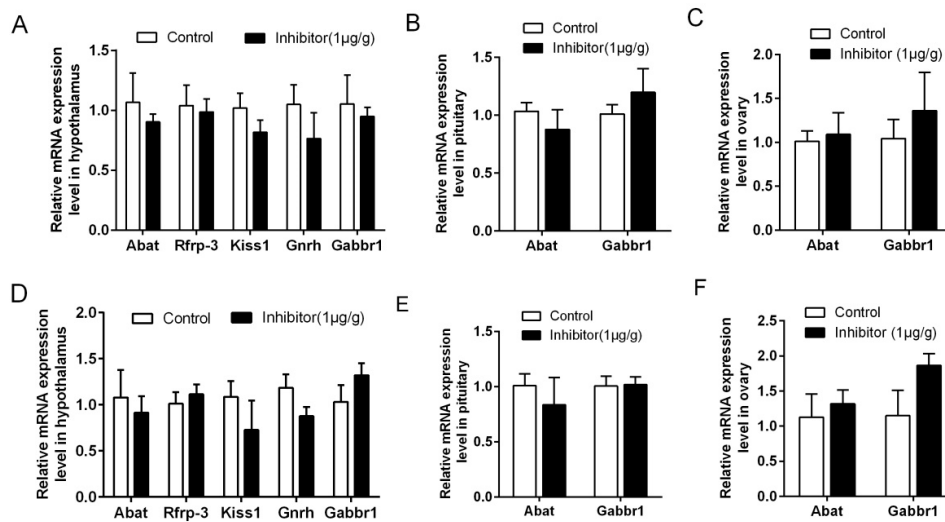 A
Control
Inhibitor(1μg/g)
Relative mRNA expression
level in hypothalamus
1.5
1.0
0.5
0.0
Abat Rfrp-3 Kiss1 Gnrh Gabbr1
B
Control
Inhibitor(1μg/g)
Relative mRNA expression
level in pituitary
1.5
1.0
0.5
0.0
Abat Gabbr1
C
Control
Inhibitor (1μg/g)
Relative mRNA expression
level in ovary
2.0
1.5
1.0
0.5
0.0
Abat Gabbr1
D
Control
Inhibitor(1μg/g)
Relative mRNA expression
level in hypothalamus
2.0
1.5
1.0
0.5
0.0
Abat Rfrp-3 Kiss1 Gnrh Gabbr1
E
Control
Inhibitor(1μg/g)
Relative mRNA expression
level in pituitary
1.5
1.0
0.5
0.0
Abat Gabbr1
F
Control
Inhibitor (1μg/g)
Relative mRNA expression
level in ovary
2.5
2.0
1.5
1.0
0.5
0.0
Abat Gabbr1